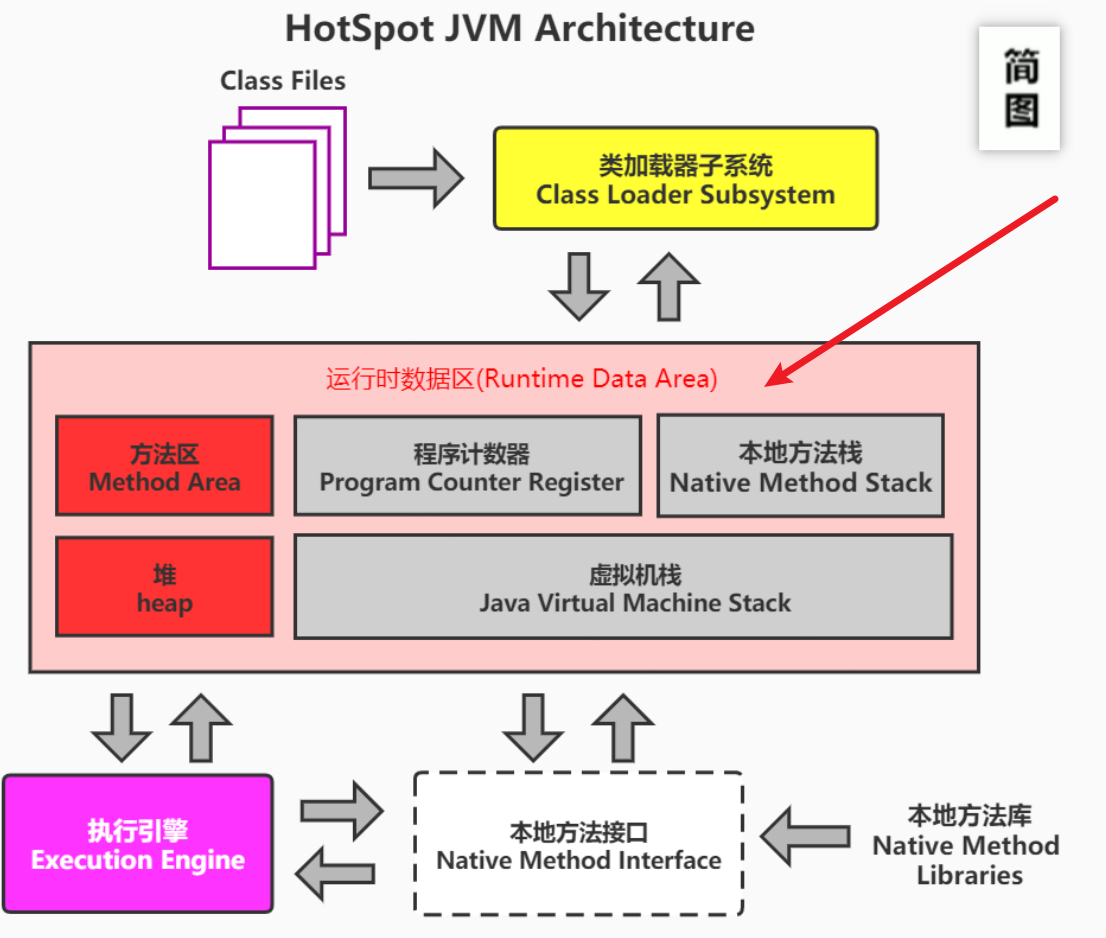 HotSpot JVM Architecture
简
图
Class Files
类加载器子系统
Class Loader Subsystem
运行时数据区(Runtime Data Area)
方法区
Method Area
程序计数器
Program Counter Register
本地方法栈
Native Method Stack
堆
heap
虚拟机栈
Java Virtual Machine Stack
执行引擎
Execution Engine
本地方法接口
Native Method Interface
本地方法库
Native Method
Libraries